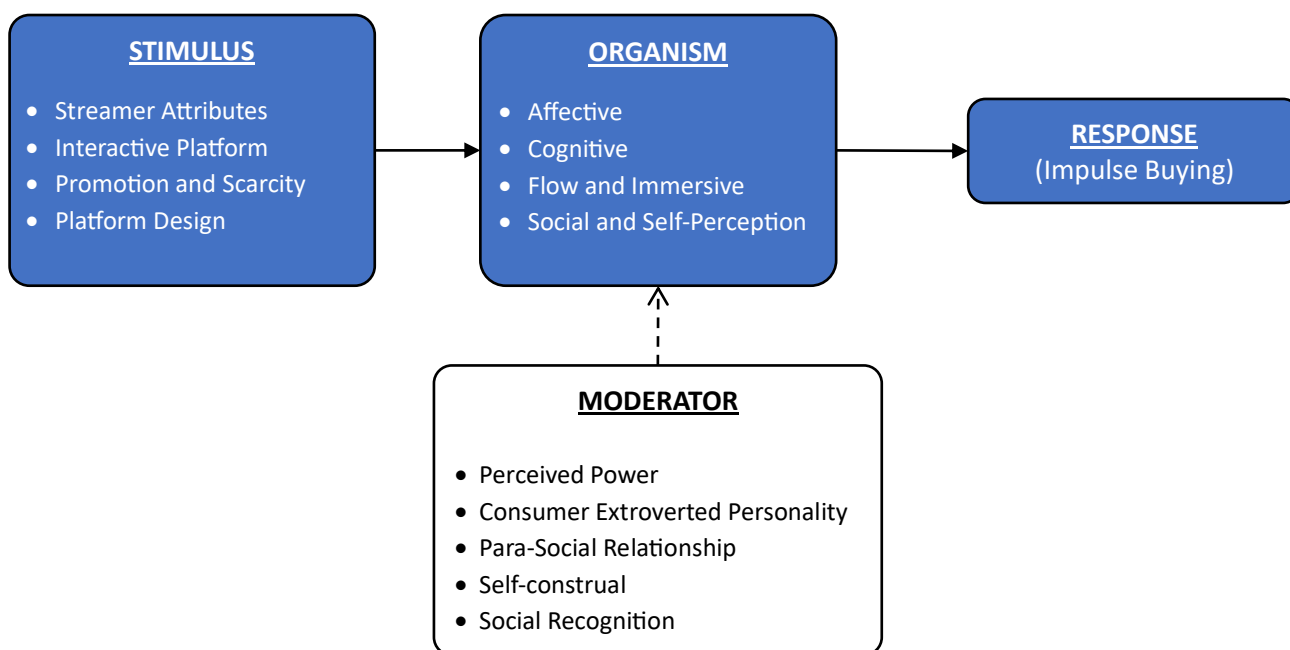 STIMULUS
• Streamer Attributes
• Interactive Platform
• Promotion and Scarcity
• Platform Design
ORGANISM
• Affective
• Cognitive
• Flow and Immersive
• Social and Self-Perception
RESPONSE
(Impulse Buying)
MODERATOR
• Perceived Power
• Consumer Extroverted Personality
• Para-Social Relationship
• Self-construal
• Social Recognition